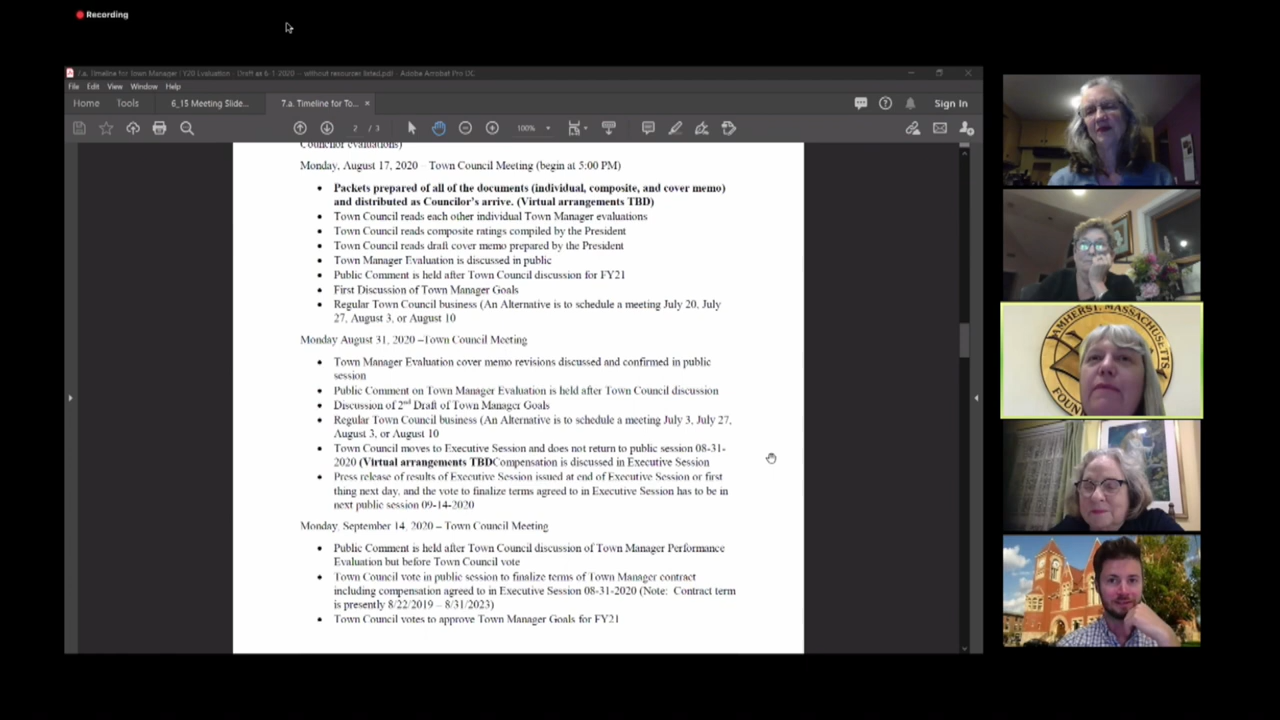 Recording
7.a. Timeline for Town Manager FY20 Evaluation - Draft as 6-1-2020 -- without resources listed.pdf - Adobe Acrobat Pro DC
File Edit View Window Help
Home Tools 6_15 Meeting Slide... 7.a. Timeline for To... × Sign In
2 / 3 100%
Councilor evaluations)
Monday, August 17, 2020 – Town Council Meeting (begin at 5:00 PM)
• Packets prepared of all of the documents (individual, composite, and cover memo)
and distributed as Councilor's arrive. (Virtual arrangements TBD)
• Town Council reads each other individual Town Manager evaluations
• Town Council reads composite ratings compiled by the President
• Town Council reads draft cover memo prepared by the President
• Town Manager Evaluation is discussed in public
• Public Comment is held after Town Council discussion for FY21
• First Discussion of Town Manager Goals
• Regular Town Council business (An Alternative is to schedule a meeting July 20, July
27, August 3, or August 10
Monday August 31, 2020 –Town Council Meeting
• Town Manager Evaluation cover memo revisions discussed and confirmed in public
session
• Public Comment on Town Manager Evaluation is held after Town Council discussion
• Discussion of 2nd Draft of Town Manager Goals
• Regular Town Council business (An Alternative is to schedule a meeting July 3, July 27,
August 3, or August 10
• Town Council moves to Executive Session and does not return to public session 08-31-
2020 (Virtual arrangements TBDCompensation is discussed in Executive Session
• Press release of results of Executive Session issued at end of Executive Session or first
thing next day, and the vote to finalize terms agreed to in Executive Session has to be in
next public session 09-14-2020
Monday, September 14, 2020 – Town Council Meeting
• Public Comment is held after Town Council discussion of Town Manager Performance
Evaluation but before Town Council vote
• Town Council vote in public session to finalize terms of Town Manager contract
including compensation agreed to in Executive Session 08-31-2020 (Note: Contract term
is presently 8/22/2019 – 8/31/2023)
• Town Council votes to approve Town Manager Goals for FY21
AMHERST, MASSACHUSETTS